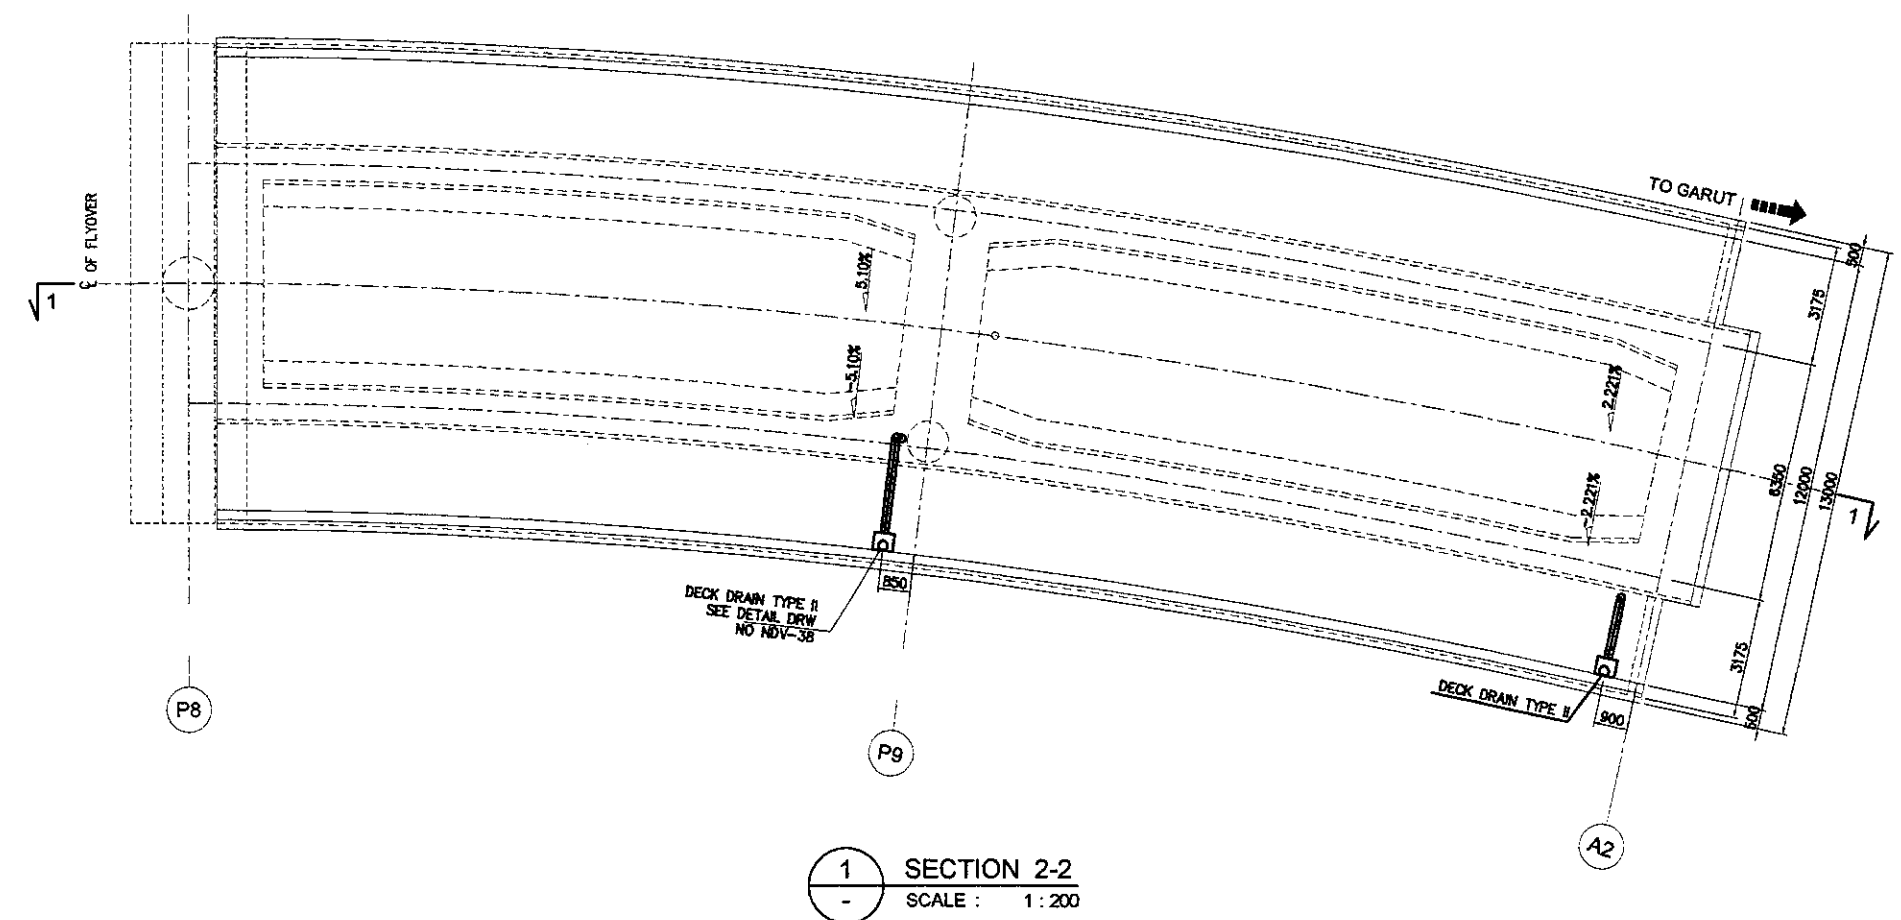 TO GARUT
℄ OF FLYOVER
1
5.10%
-5.10%
2.221%
-2.221%
500
3175
6350
12000
13000
1
3175
500
850
DECK DRAIN TYPE II
SEE DETAIL DRW
NO NDV-38
DECK DRAIN TYPE II
900
P8
P9
A2
1
-
SECTION 2-2
SCALE : 1 : 200